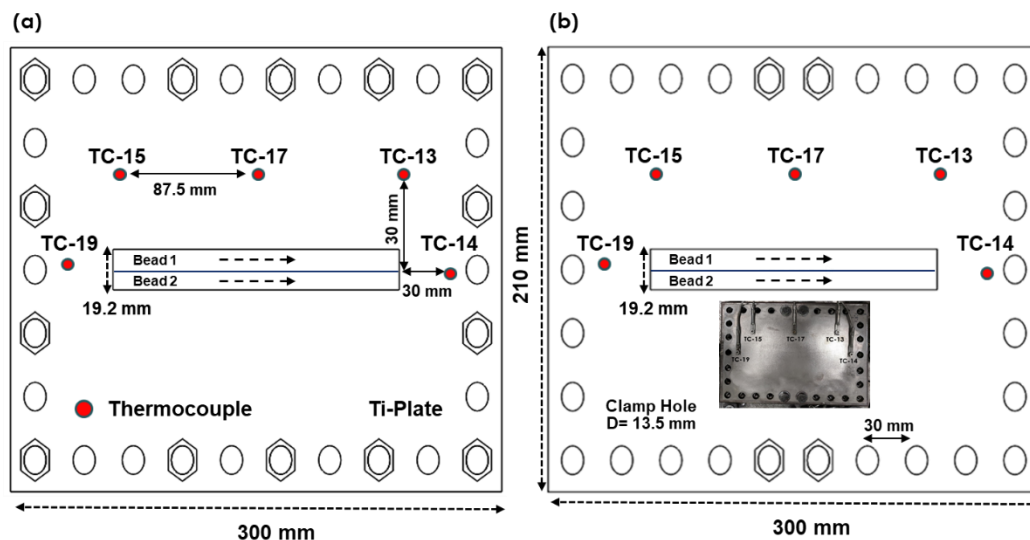 (a)
TC-15
TC-17
TC-13
87.5 mm
30 mm
TC-19
TC-14
Bead 1
Bead 2
30 mm
19.2 mm
Thermocouple
Ti-Plate
300 mm
(b)
TC-15
TC-17
TC-13
TC-19
TC-14
Bead 1
Bead 2
19.2 mm
210 mm
TC-15
TC-17
TC-13
TC-19
TC-14
Clamp Hole
D= 13.5 mm
30 mm
300 mm